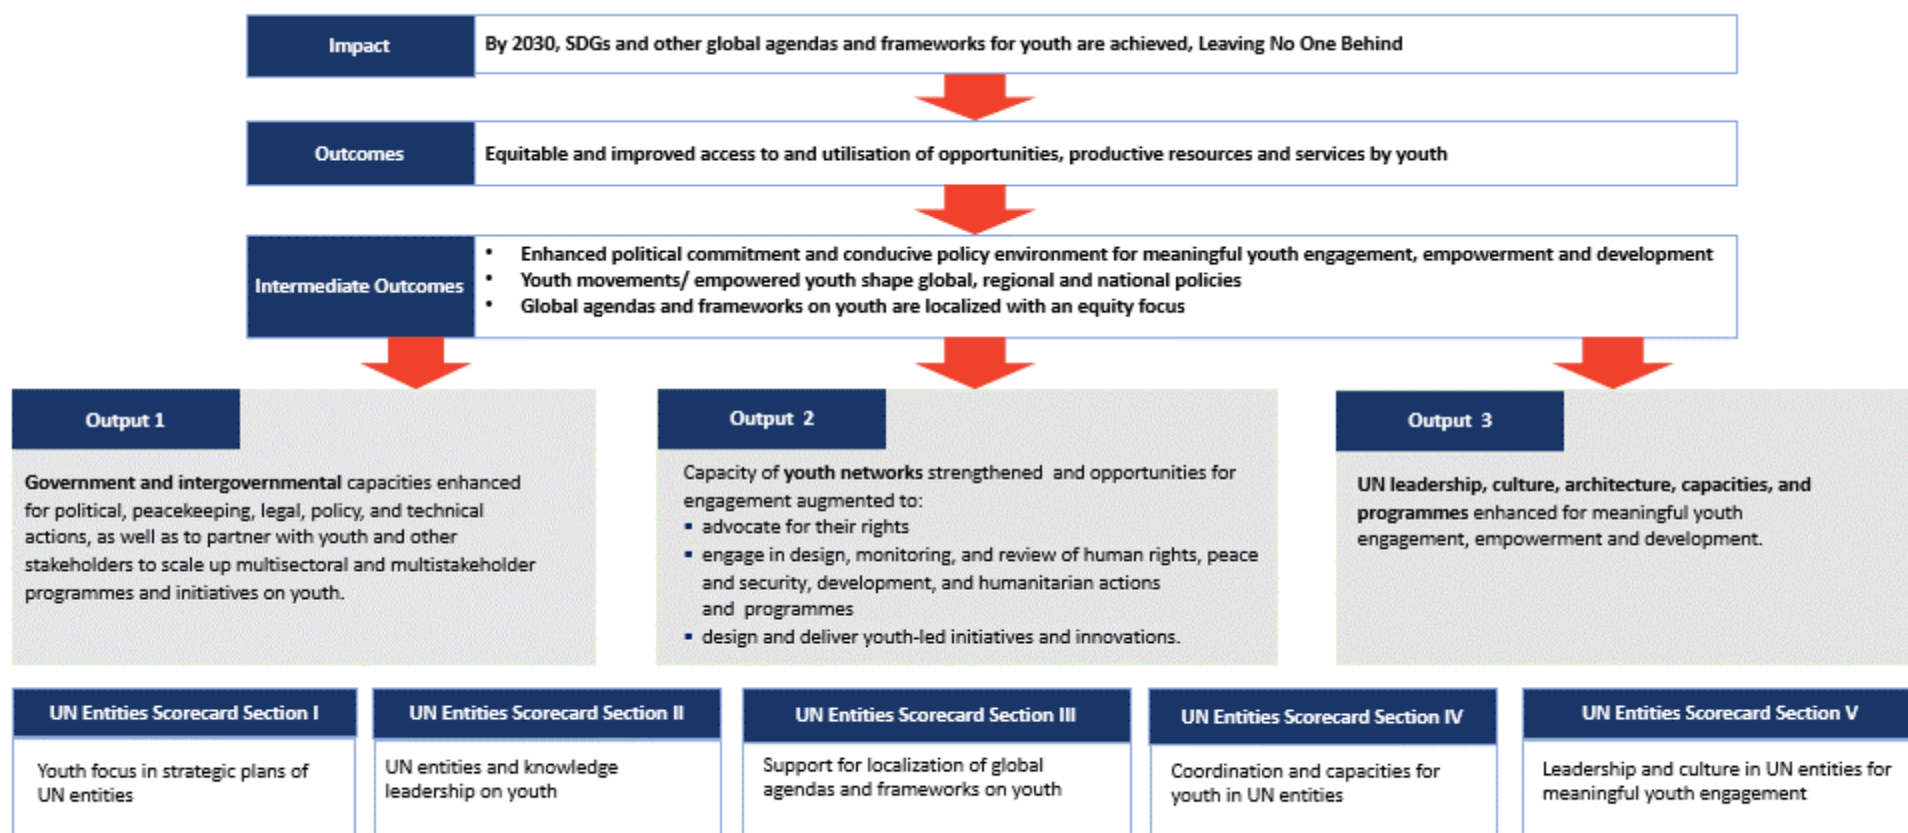 Impact
By 2030, SDGs and other global agendas and frameworks for youth are achieved, Leaving No One Behind
Outcomes
Equitable and improved access to and utilisation of opportunities, productive resources and services by youth
Intermediate Outcomes
• Enhanced political commitment and conducive policy environment for meaningful youth engagement, empowerment and development
• Youth movements/ empowered youth shape global, regional and national policies
• Global agendas and frameworks on youth are localized with an equity focus
Output 1
Government and intergovernmental capacities enhanced
for political, peacekeeping, legal, policy, and technical
actions, as well as to partner with youth and other
stakeholders to scale up multisectoral and multistakeholder
programmes and initiatives on youth.
Output 2
Capacity of youth networks strengthened and opportunities for
engagement augmented to:
▪ advocate for their rights
▪ engage in design, monitoring, and review of human rights, peace
and security, development, and humanitarian actions
and programmes
▪ design and deliver youth-led initiatives and innovations.
Output 3
UN leadership, culture, architecture, capacities, and
programmes enhanced for meaningful youth
engagement, empowerment and development.
UN Entities Scorecard Section I
Youth focus in strategic plans of
UN entities
UN Entities Scorecard Section II
UN entities and knowledge
leadership on youth
UN Entities Scorecard Section III
Support for localization of global
agendas and frameworks on youth
UN Entities Scorecard Section IV
Coordination and capacities for
youth in UN entities
UN Entities Scorecard Section V
Leadership and culture in UN entities for
meaningful youth engagement